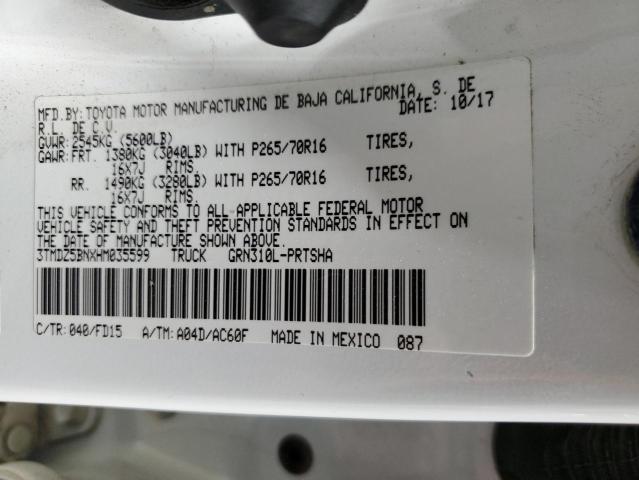 MFD.BY:TOYOTA MOTOR MANUFACTURING DE BAJA CALIFORNIA, S. DE
R.L. DE C.V. DATE: 10/17
GVWR:2545KG (5600LB)
GAWR:FRT. 1380KG (3040LB) WITH P265/70R16 TIRES,
16X7J RIMS,
RR. 1490KG (3280LB) WITH P265/70R16 TIRES,
16X7J RIMS,
THIS VEHICLE CONFORMS TO ALL APPLICABLE FEDERAL MOTOR
VEHICLE SAFETY AND THEFT PREVENTION STANDARDS IN EFFECT ON
THE DATE OF MANUFACTURE SHOWN ABOVE.
3TMDZ5BNXHM035599 TRUCK GRN310L-PRTSHA
C/TR:040/FD15 A/TM:A04D/AC60F MADE IN MEXICO 087